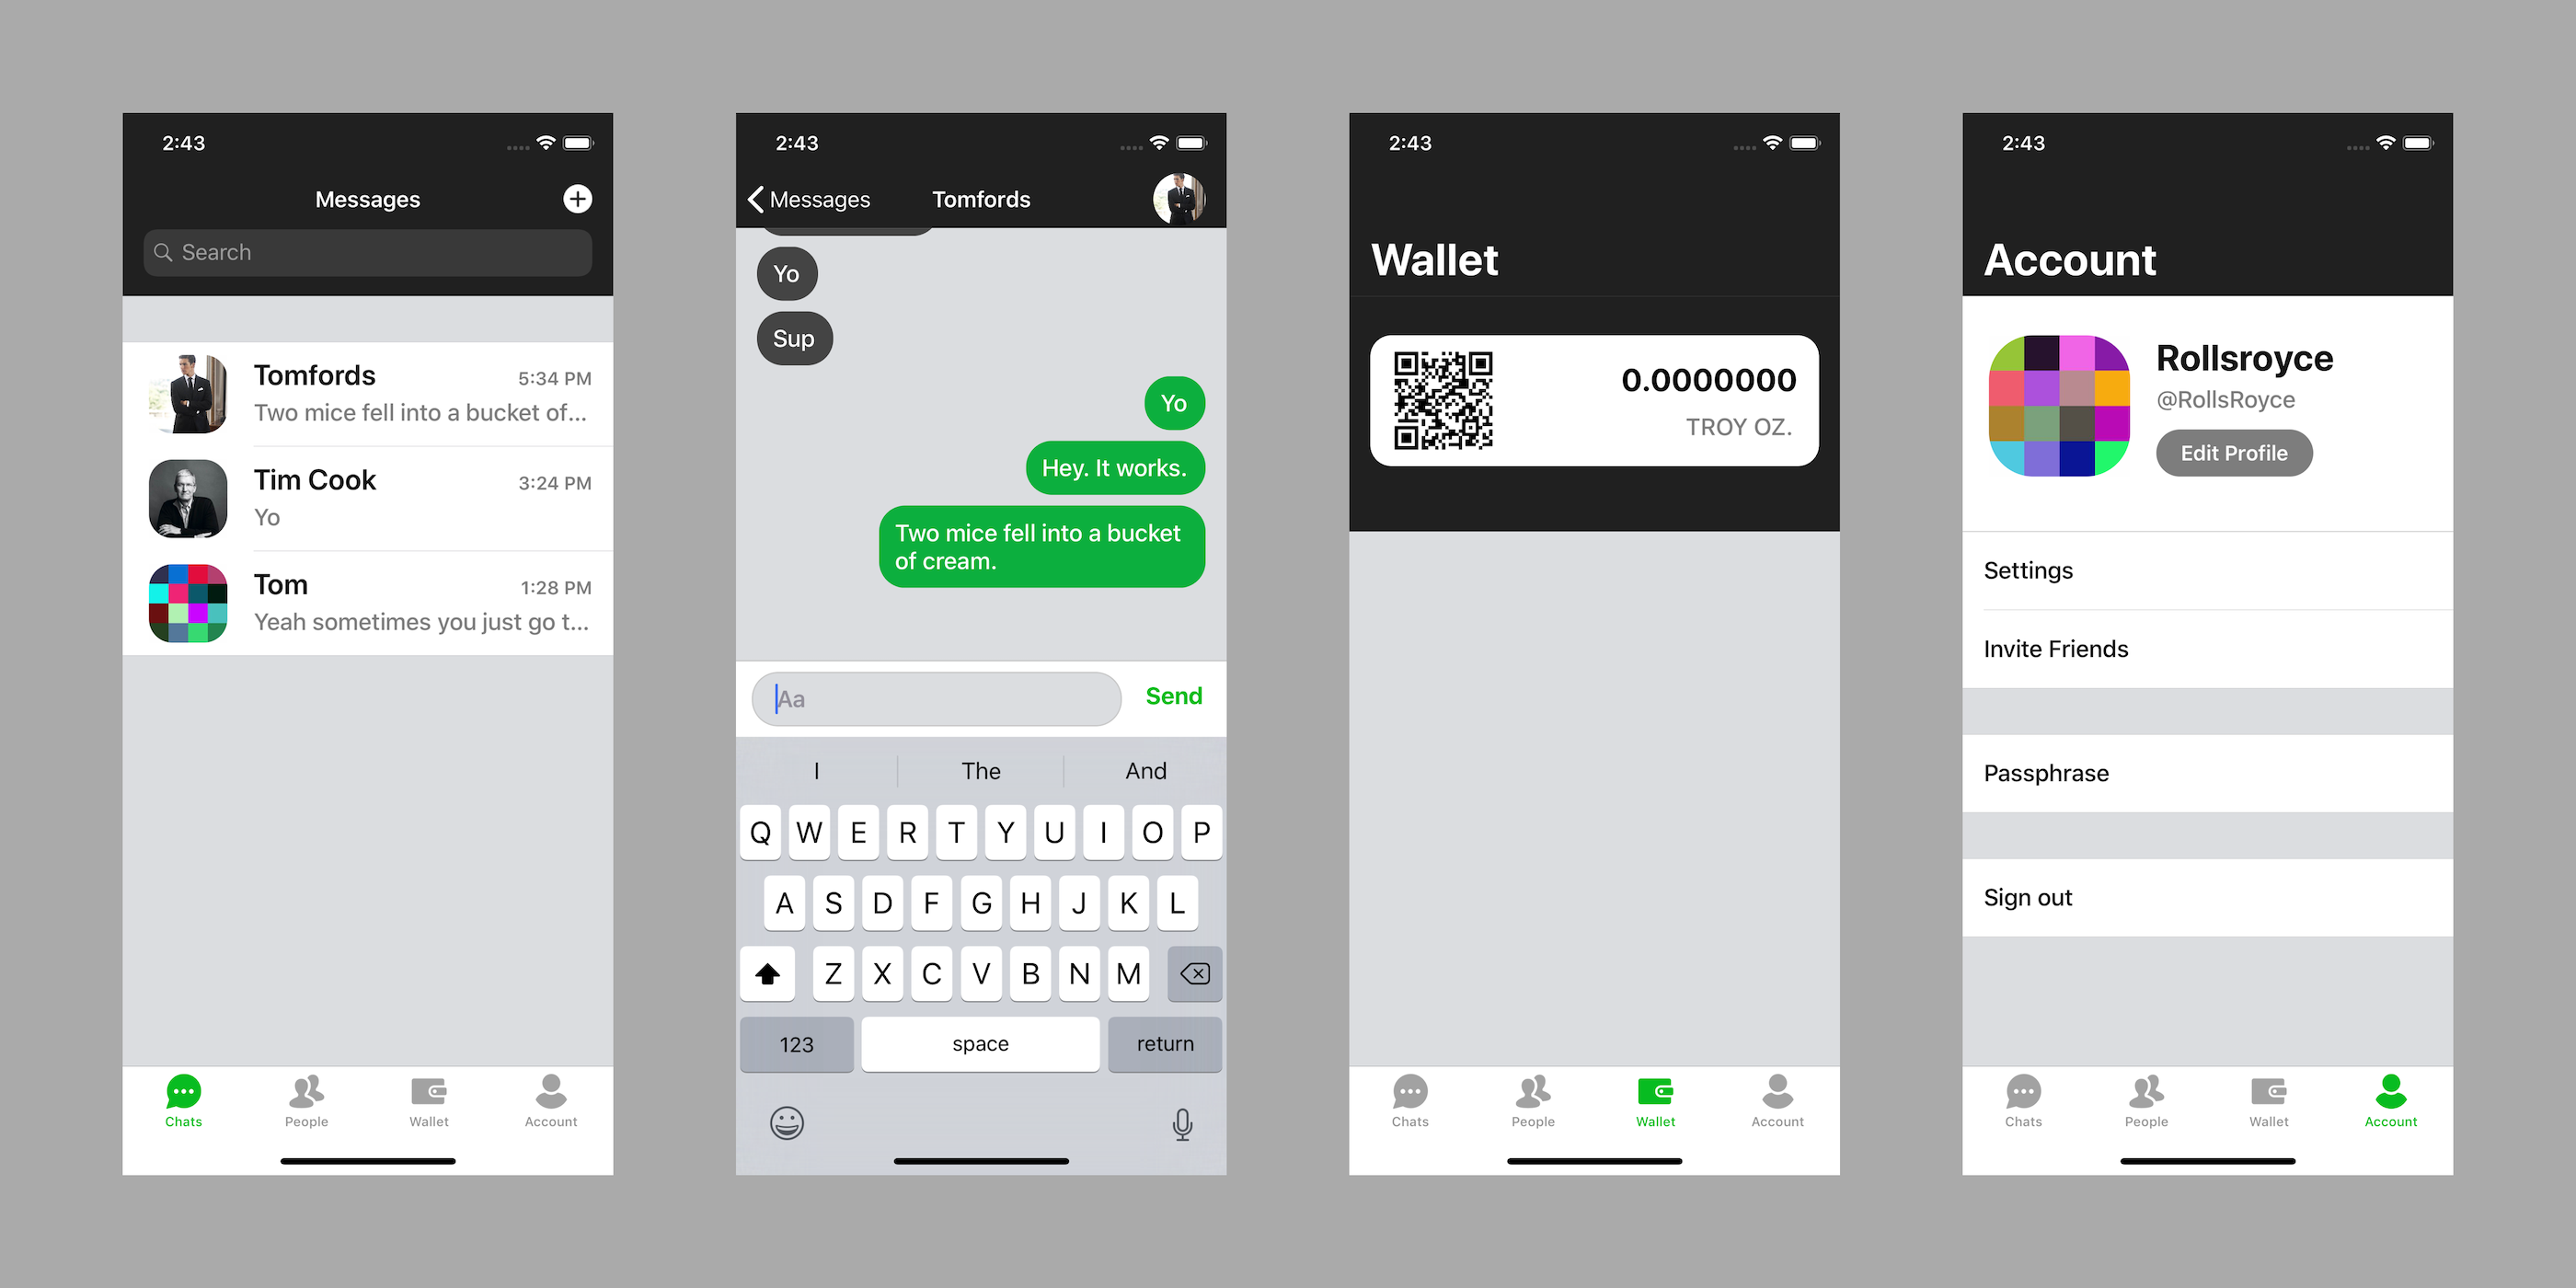 2:43
Messages
Search
Tomfords
5:34 PM
Two mice fell into a bucket of...
Tim Cook
3:24 PM
Yo
Tom
1:28 PM
Yeah sometimes you just go t...
Chats
People
Wallet
Account
2:43
Messages
Tomfords
Yo
Sup
Yo
Hey. It works.
Two mice fell into a bucket
of cream.
Aa
Send
I
The
And
Q W E R T Y U I O P
A S D F G H J K L
Z X C V B N M
123
space
return
2:43
Wallet
0.0000000
TROY OZ.
Chats
People
Wallet
Account
2:43
Account
Rollsroyce
@RollsRoyce
Edit Profile
Settings
Invite Friends
Passphrase
Sign out
Chats
People
Wallet
Account